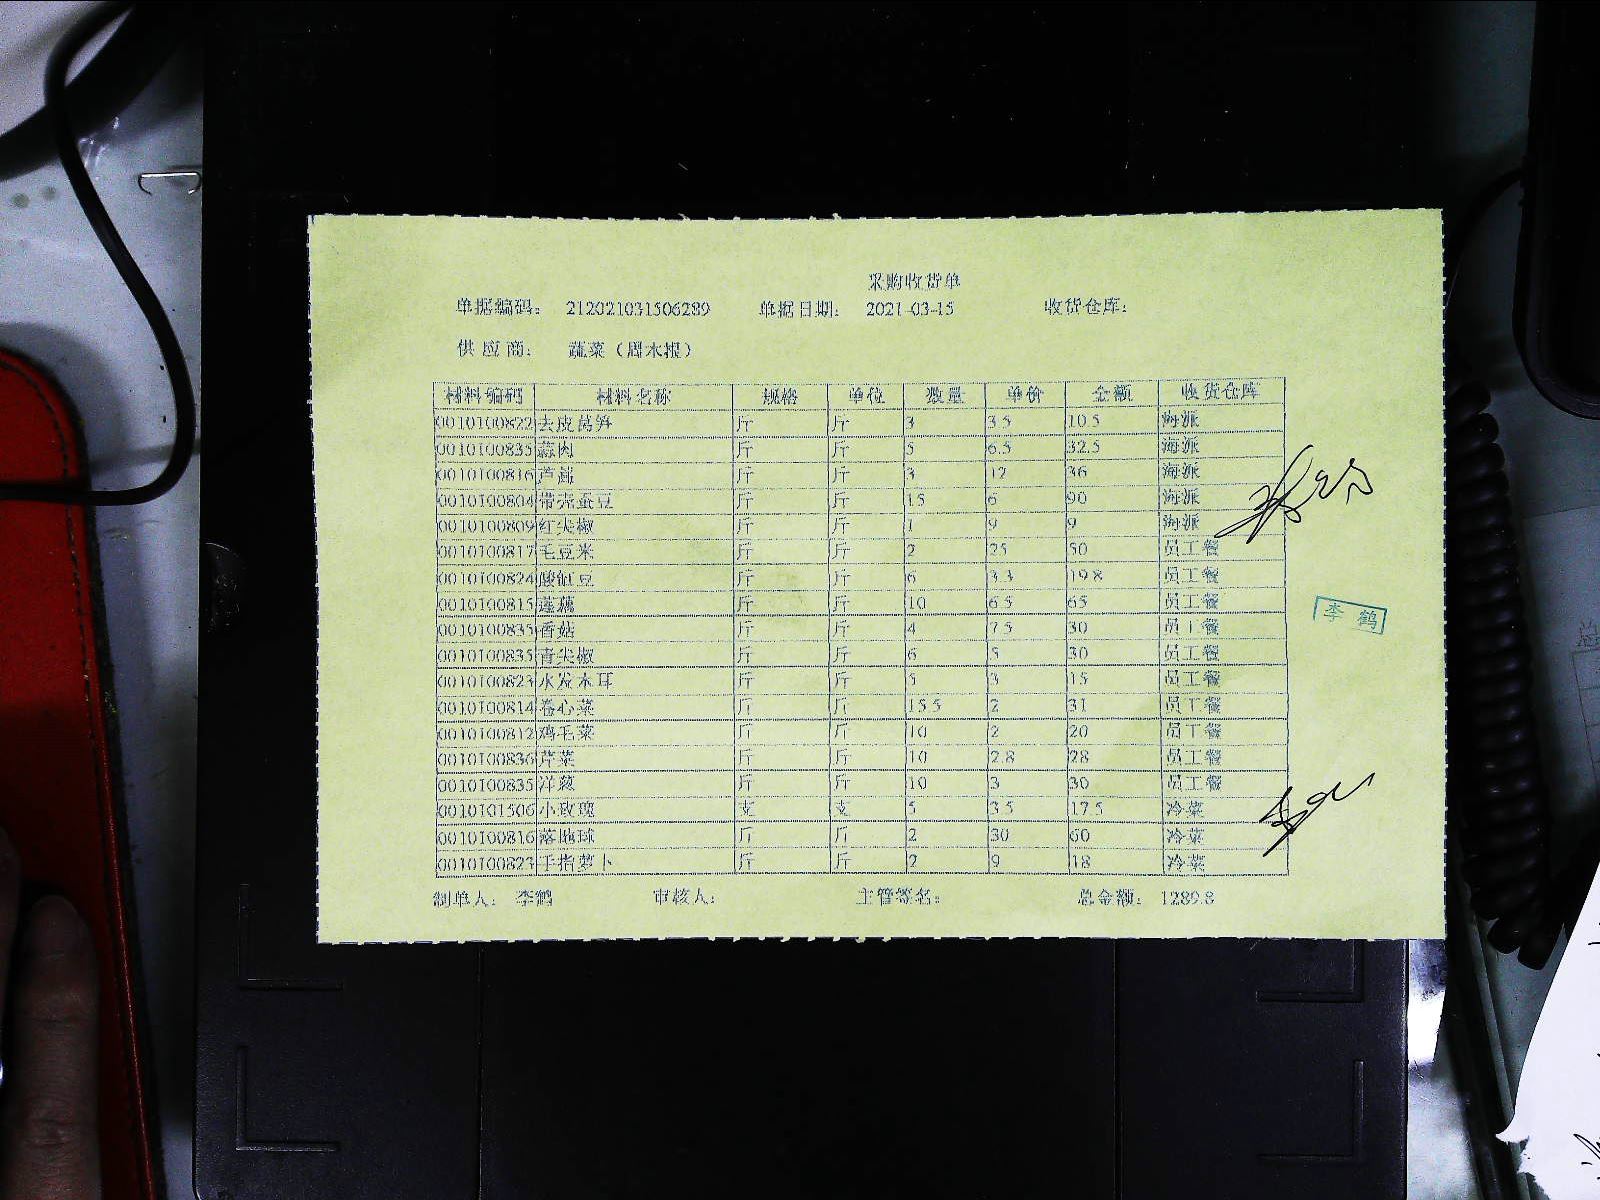 采购收货单
单据编码： 212021031506289 单据日期： 2021-03-15 收货仓库：
供应商： 蔬菜（周木根）
材料编码 材料名称 规格 单位 数量 单价 金额 收货仓库
0010100822 去皮莴笋 斤 斤 3 3.5 10.5 海派
0010100835 蒜肉 斤 斤 5 6.5 32.5 海派
0010100816 芦蒿 斤 斤 3 12 36 海派
0010100804 带壳蚕豆 斤 斤 15 6 90 海派
0010100809 红尖椒 斤 斤 1 9 9 海派
0010100817 毛豆米 斤 斤 2 25 50 员工餐
0010100824 酸豇豆 斤 斤 6 3.3 19.8 员工餐
0010100815 莲藕 斤 斤 10 6.5 65 员工餐
0010100835 香菇 斤 斤 4 7.5 30 员工餐
0010100835 青尖椒 斤 斤 6 5 30 员工餐
0010100823 水发木耳 斤 斤 5 3 15 员工餐
0010100814 卷心菜 斤 斤 15.5 2 31 员工餐
0010100812 鸡毛菜 斤 斤 10 2 20 员工餐
0010100836 芹菜 斤 斤 10 2.8 28 员工餐
0010100835 洋葱 斤 斤 10 3 30 员工餐
0010101506 小玫瑰 支 支 5 3.5 17.5 冷菜
0010100816 落地球 斤 斤 2 30 60 冷菜
0010100823 手指萝卜 斤 斤 2 9 18 冷菜
李鹤
制单人： 李鹤 审核人： 主管签名： 总金额： 1289.8